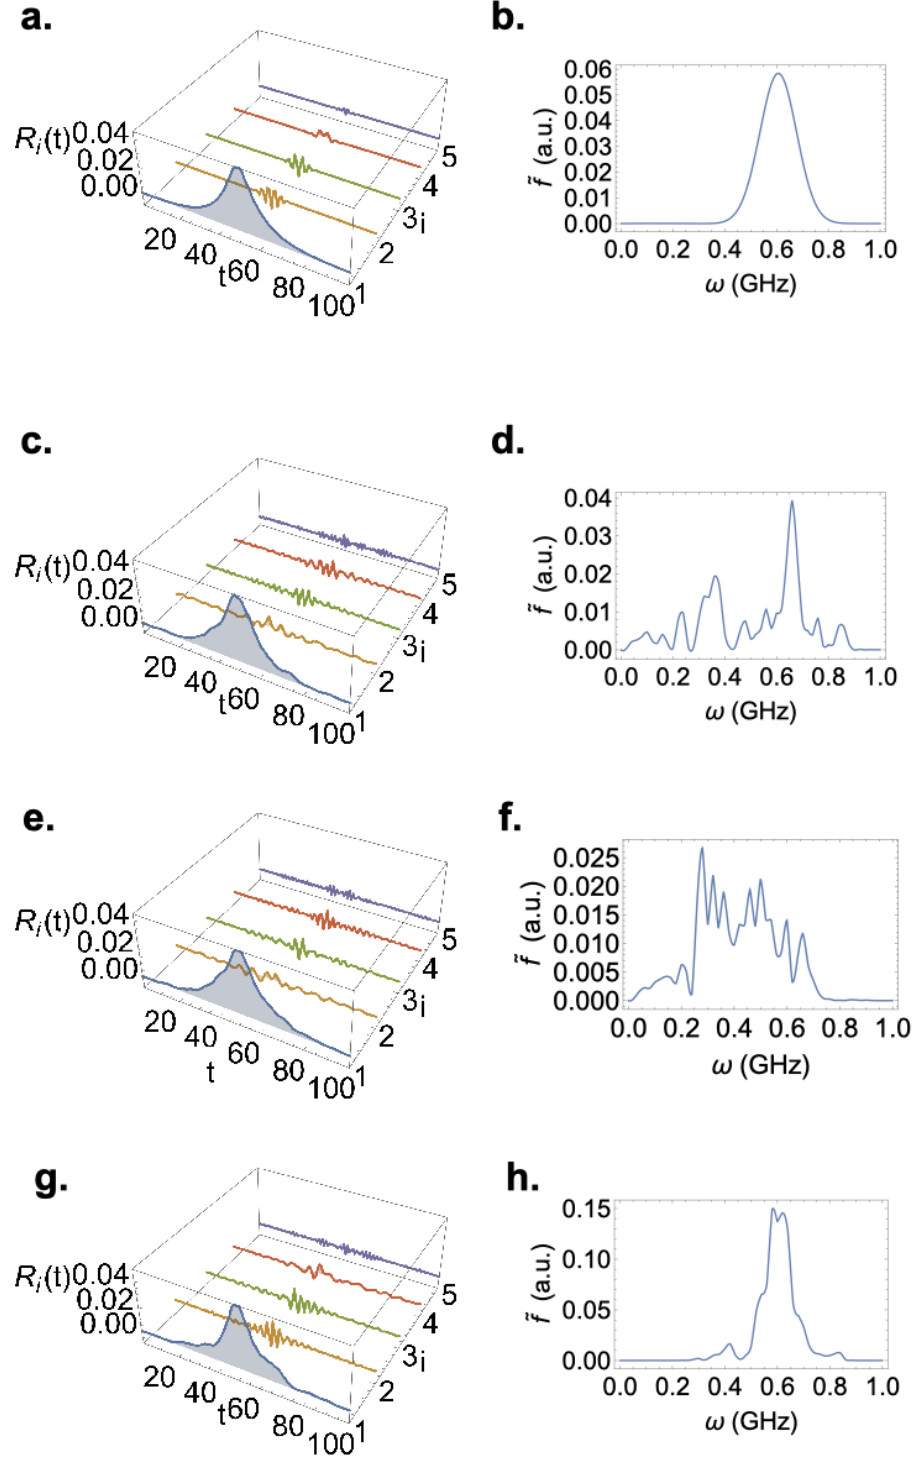 a.
R_i(t) 0.04
0.02
0.00
20
40
t 60
80
100
1
2
3 i
4
5
b.
0.06
0.05
0.04
0.03
0.02
0.01
0.00
f̃ (a.u.)
0.0 0.2 0.4 0.6 0.8 1.0
ω (GHz)
c.
R_i(t) 0.04
0.02
0.00
20
40
t 60
80
100
1
2
3 i
4
5
d.
0.04
0.03
0.02
0.01
0.00
f̃ (a.u.)
0.0 0.2 0.4 0.6 0.8 1.0
ω (GHz)
e.
R_i(t) 0.04
0.02
0.00
20
40
60
80
100
t
1
2
3 i
4
5
f.
0.025
0.020
0.015
0.010
0.005
0.000
f̃ (a.u.)
0.0 0.2 0.4 0.6 0.8 1.0
ω (GHz)
g.
R_i(t) 0.04
0.02
0.00
20
40
t 60
80
100
1
2
3 i
4
5
h.
0.15
0.10
0.05
0.00
f̃ (a.u.)
0.0 0.2 0.4 0.6 0.8 1.0
ω (GHz)